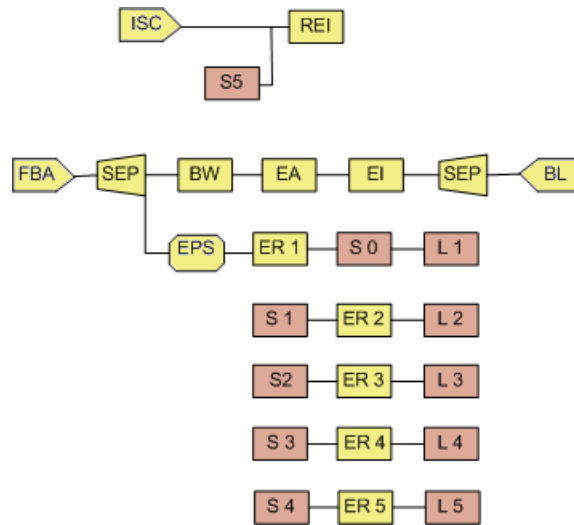 ISC REI
S5
FBA SEP BW EA EI SEP BL
EPS ER 1 S 0 L 1
S 1 ER 2 L 2
S2 ER 3 L 3
S 3 ER 4 L 4
S 4 ER 5 L 5